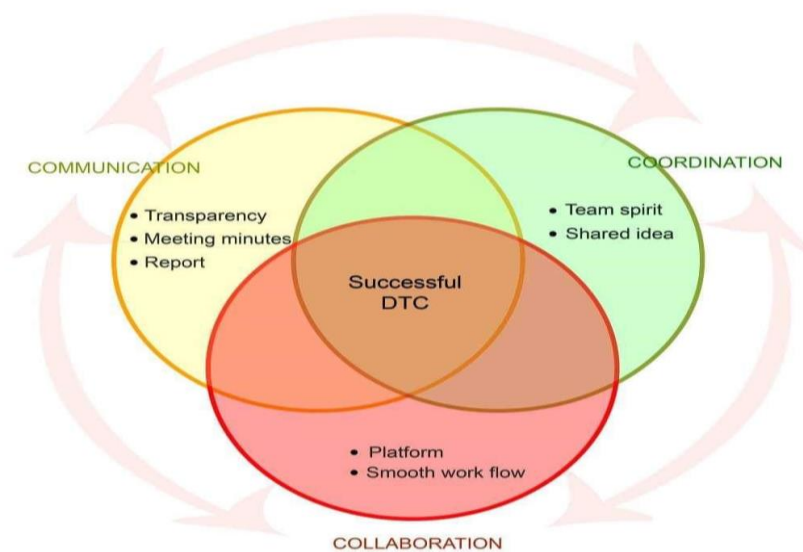 COMMUNICATION
COORDINATION
• Transparency
• Meeting minutes
• Report
• Team spirit
• Shared idea
Successful
DTC
• Platform
• Smooth work flow
COLLABORATION